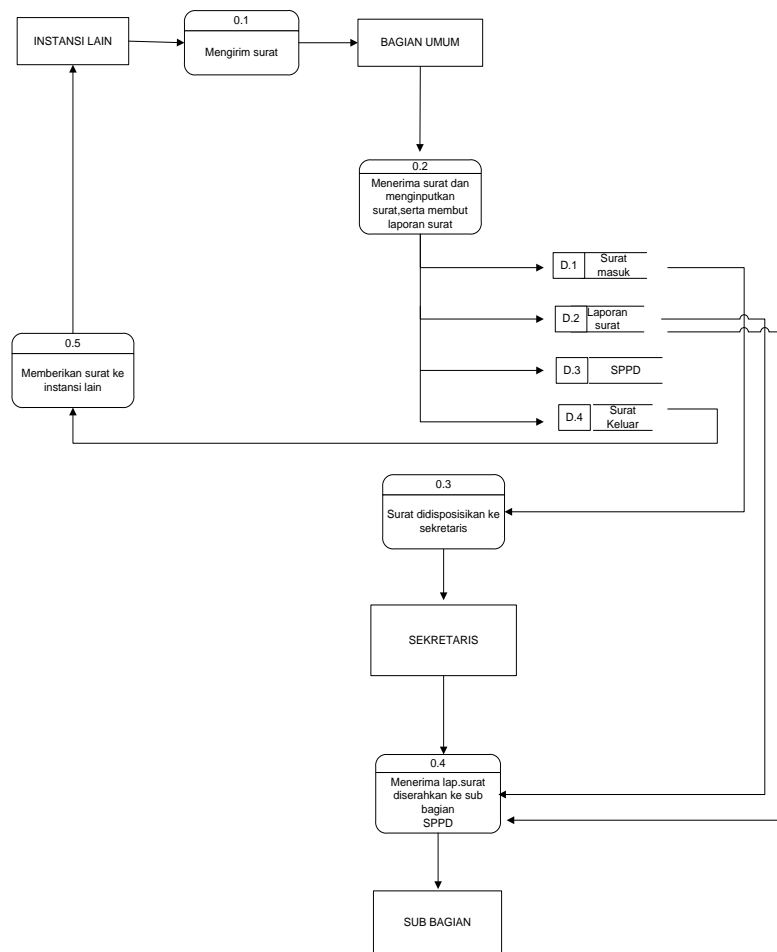 INSTANSI LAIN
0.1
Mengirim surat
BAGIAN UMUM
0.2
Menerima surat dan
menginputkan
surat,serta membut
laporan surat
D.1
Surat
masuk
D.2
Laporan
surat
D.3
SPPD
D.4
Surat
Keluar
0.5
Memberikan surat ke
instansi lain
0.3
Surat didisposisikan ke
sekretaris
SEKRETARIS
0.4
Menerima lap.surat
diserahkan ke sub
bagian
SPPD
SUB BAGIAN